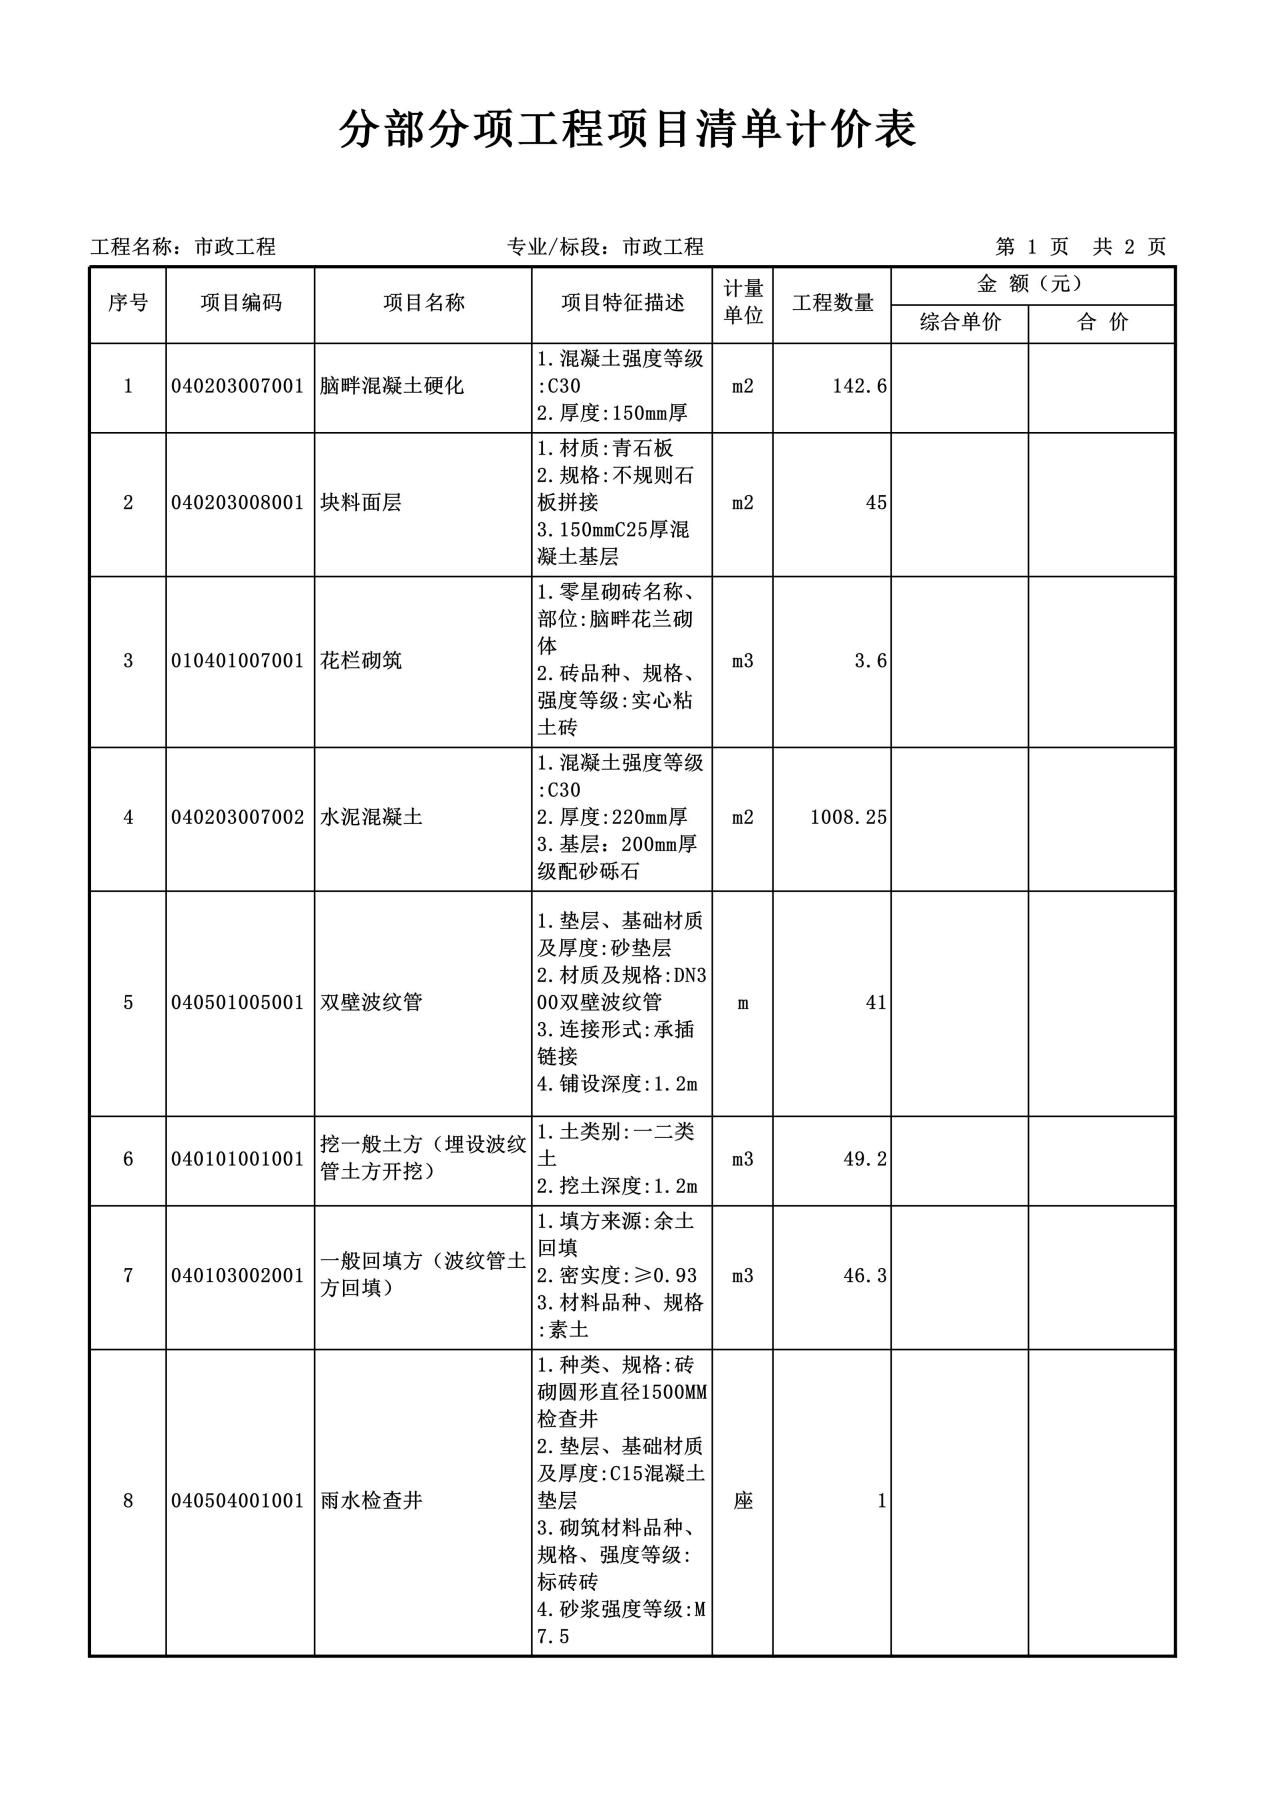 分部分项工程项目清单计价表
工程名称：市政工程 专业/标段：市政工程 第 1 页 共 2 页
序号 项目编码 项目名称 项目特征描述 计量单位 工程数量 金 额（元）
综合单价 合 价
1 040203007001 脑畔混凝土硬化 m2 142.6
1.混凝土强度等级
:C30
2.厚度:150mm厚
2 040203008001 块料面层 m2 45
1.材质:青石板
2.规格:不规则石
板拼接
3.150mmC25厚混
凝土基层
3 010401007001 花栏砌筑 m3 3.6
1.零星砌砖名称、
部位:脑畔花兰砌
体
2.砖品种、规格、
强度等级:实心粘
土砖
4 040203007002 水泥混凝土 m2 1008.25
1.混凝土强度等级
:C30
2.厚度:220mm厚
3.基层：200mm厚
级配砂砾石
5 040501005001 双壁波纹管 m 41
1.垫层、基础材质
及厚度:砂垫层
2.材质及规格:DN3
00双壁波纹管
3.连接形式:承插
链接
4.铺设深度:1.2m
6 040101001001 挖一般土方（埋设波纹
管土方开挖） m3 49.2
1.土类别:一二类
土
2.挖土深度:1.2m
7 040103002001 一般回填方（波纹管土
方回填） m3 46.3
1.填方来源:余土
回填
2.密实度:≥0.93
3.材料品种、规格
:素土
8 040504001001 雨水检查井 座 1
1.种类、规格:砖
砌圆形直径1500MM
检查井
2.垫层、基础材质
及厚度:C15混凝土
垫层
3.砌筑材料品种、
规格、强度等级:
标砖砖
4.砂浆强度等级:M
7.5